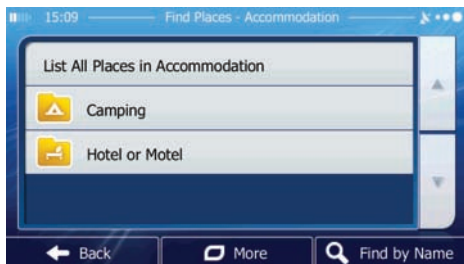 15:09 Find Places - Accommodation
List All Places in Accommodation
Camping
Hotel or Motel
Back More Find by Name